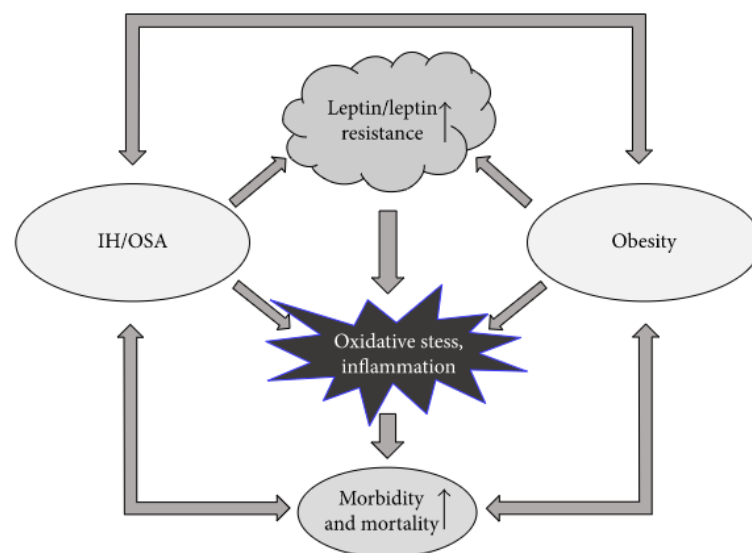 Leptin/leptin
resistance
IH/OSA
Obesity
Oxidative stess,
inflammation
Morbidity
and mortality